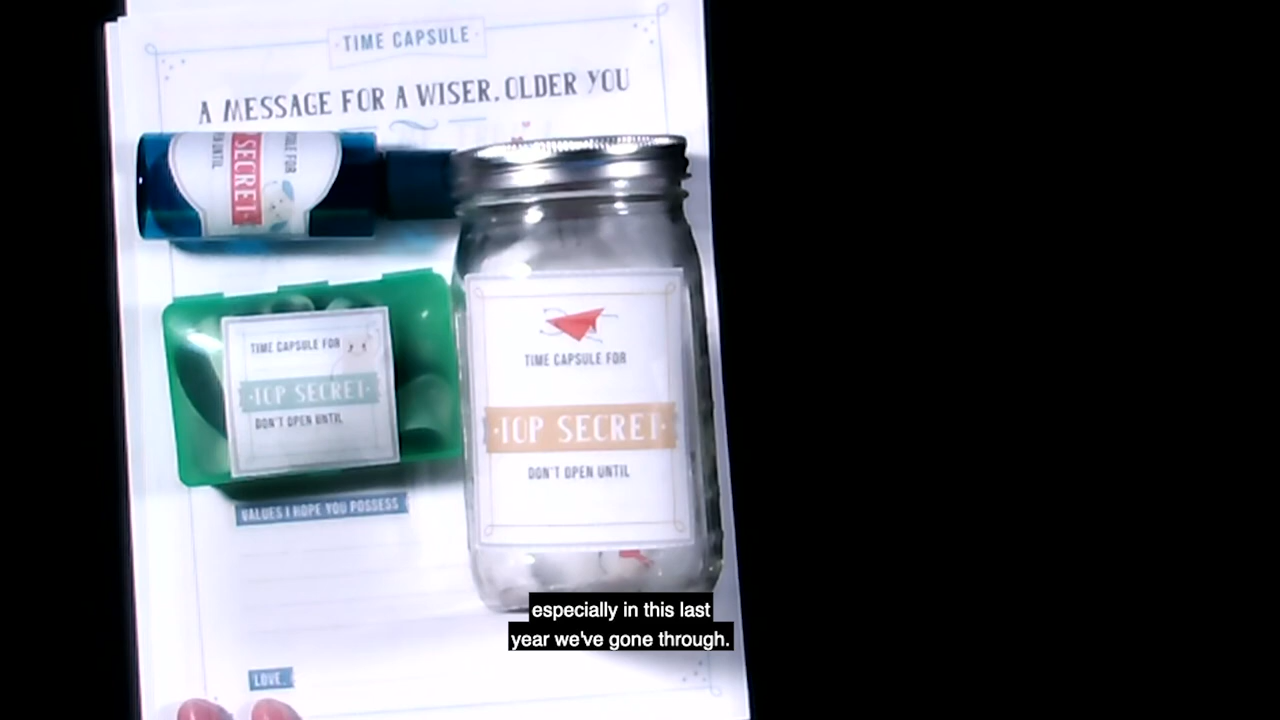 TIME CAPSULE
A MESSAGE FOR A WISER, OLDER YOU
SECRET
TIME CAPSULE FOR
·TOP SECRET·
DON'T OPEN UNTIL
TIME CAPSULE FOR
·TOP SECRET·
DON'T OPEN UNTIL
VALUES I HOPE YOU POSSESS
LOVE,
especially in this last
year we've gone through.